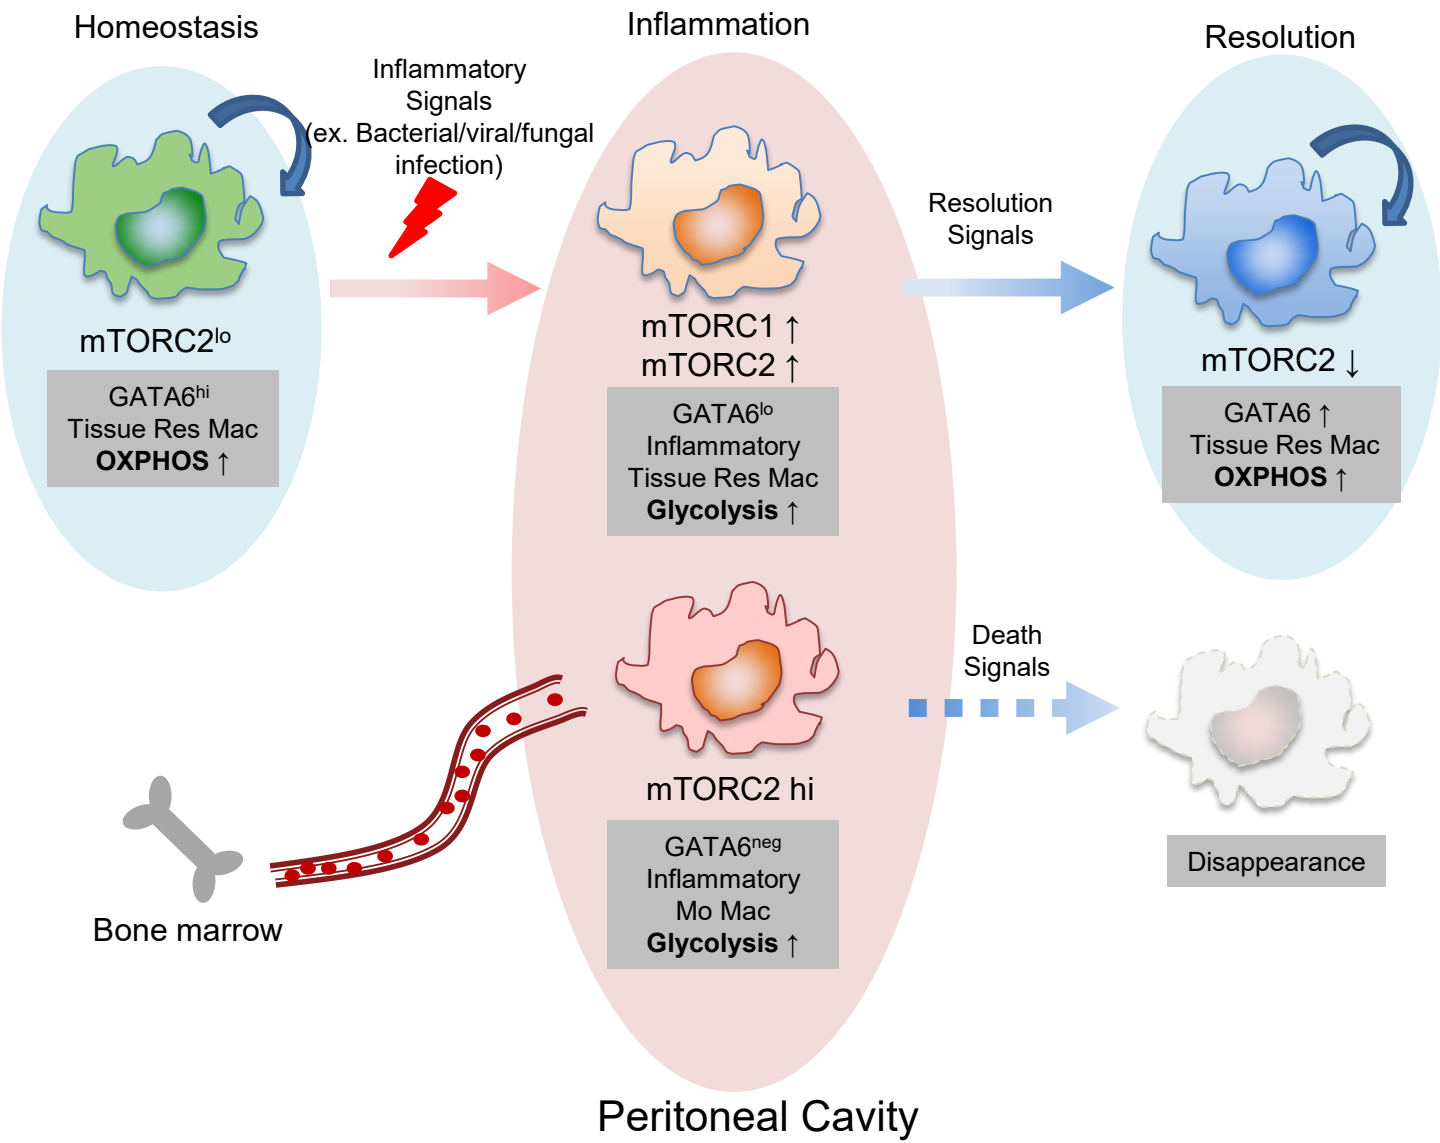 Homeostasis
Inflammatory
Signals
(ex. Bacterial/viral/fungal
infection)
Inflammation
Resolution
Resolution
Signals
mTORC2lo
GATA6hi
Tissue Res Mac
OXPHOS ↑
mTORC1 ↑
mTORC2 ↑
GATA6lo
Inflammatory
Tissue Res Mac
Glycolysis ↑
mTORC2 ↓
GATA6 ↑
Tissue Res Mac
OXPHOS ↑
Death
Signals
mTORC2 hi
GATA6neg
Inflammatory
Mo Mac
Glycolysis ↑
Disappearance
Bone marrow
Peritoneal Cavity